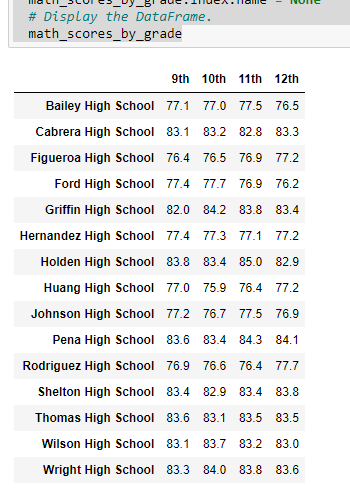 math_scores_by_grade.index.name = None
# Display the DataFrame.
math_scores_by_grade
9th 10th 11th 12th
Bailey High School 77.1 77.0 77.5 76.5
Cabrera High School 83.1 83.2 82.8 83.3
Figueroa High School 76.4 76.5 76.9 77.2
Ford High School 77.4 77.7 76.9 76.2
Griffin High School 82.0 84.2 83.8 83.4
Hernandez High School 77.4 77.3 77.1 77.2
Holden High School 83.8 83.4 85.0 82.9
Huang High School 77.0 75.9 76.4 77.2
Johnson High School 77.2 76.7 77.5 76.9
Pena High School 83.6 83.4 84.3 84.1
Rodriguez High School 76.9 76.6 76.4 77.7
Shelton High School 83.4 82.9 83.4 83.8
Thomas High School 83.6 83.1 83.5 83.5
Wilson High School 83.1 83.7 83.2 83.0
Wright High School 83.3 84.0 83.8 83.6